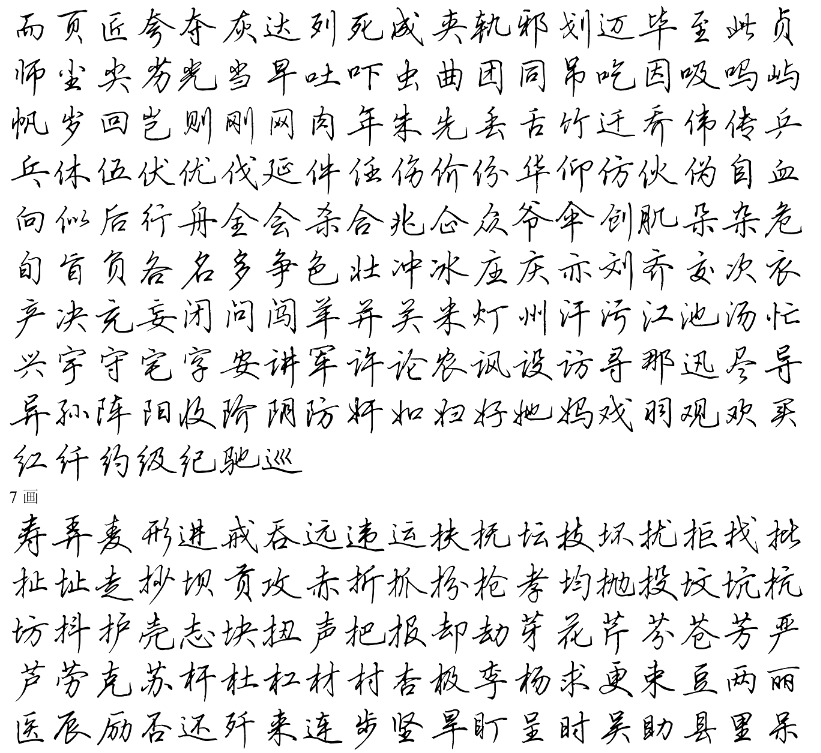 而页匠夸夺灰达列死成夹轨邪划迈毕至此贞
师尘尖劣光当早吐吓虫曲团同吊吃因吸吗屿
帆岁回岂则刚网肉年朱先丢舌竹迁乔伟传乒
乓休伍伏优伐延件任伤价份华仰仿伙伪自血
向似后行舟全会杀合兆企众爷伞创肌朵杂危
旬旨负各名多争色壮冲冰庄庆亦刘齐交次衣
产决充妄闭问闯羊并关米灯州汗污江池汤忙
兴宇守宅字安讲军许论农讽设访寻那迅尽导
异孙阵阳收阶阴防奸如妇好她妈戏羽观欢买
红纤约级纪驰巡
7 画
寿弄麦形进戒吞远违运扶抚坛技坏扰拒找批
扯址走抄坝贡攻赤折抓扮抢孝均抛投坟坑抗
坊抖护壳志块扭声把报却劫芽花芹芬苍芳严
芦劳克苏杆杜杠材村杏极李杨求更束豆两丽
医辰励否还歼来连步坚旱盯呈时吴助县里呆